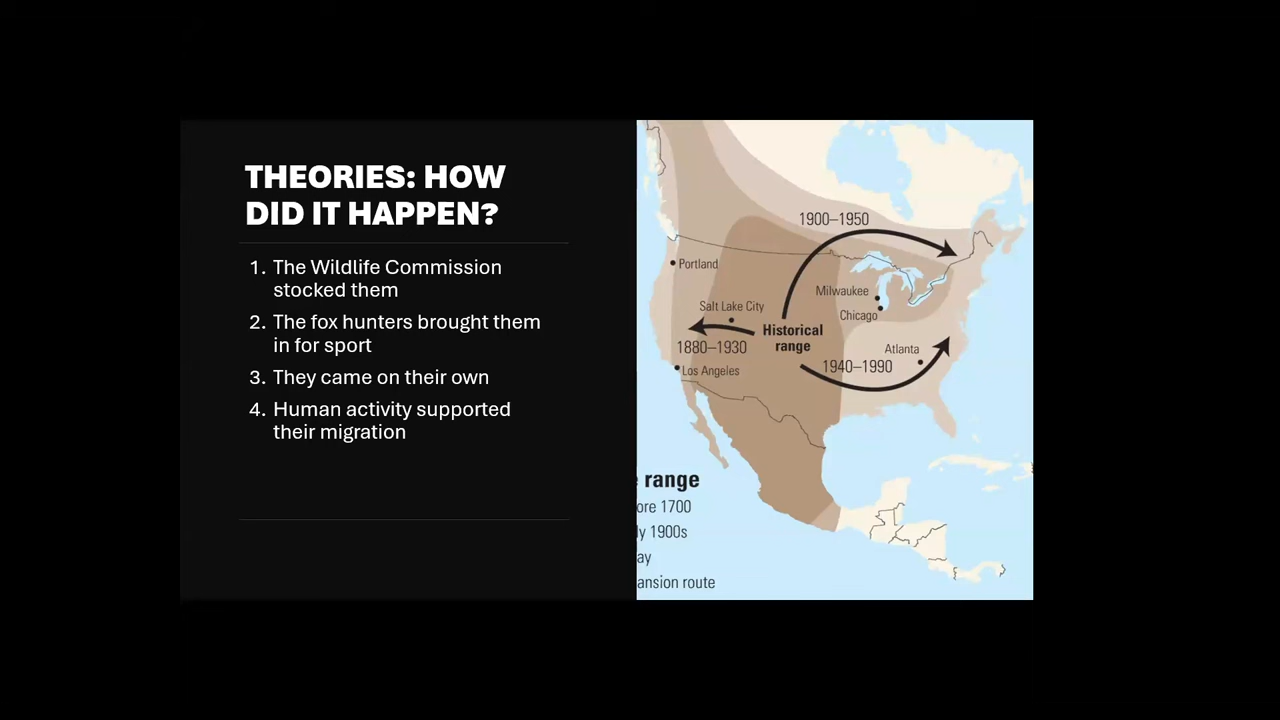 THEORIES: HOW
DID IT HAPPEN?
1. The Wildlife Commission
stocked them
2. The fox hunters brought them
in for sport
3. They came on their own
4. Human activity supported
their migration
1900–1950
Portland
Milwaukee
Salt Lake City
Chicago
Historical
range
1880–1930
Atlanta
1940–1990
Los Angeles
range
ore 1700
ly 1900s
ay
ansion route